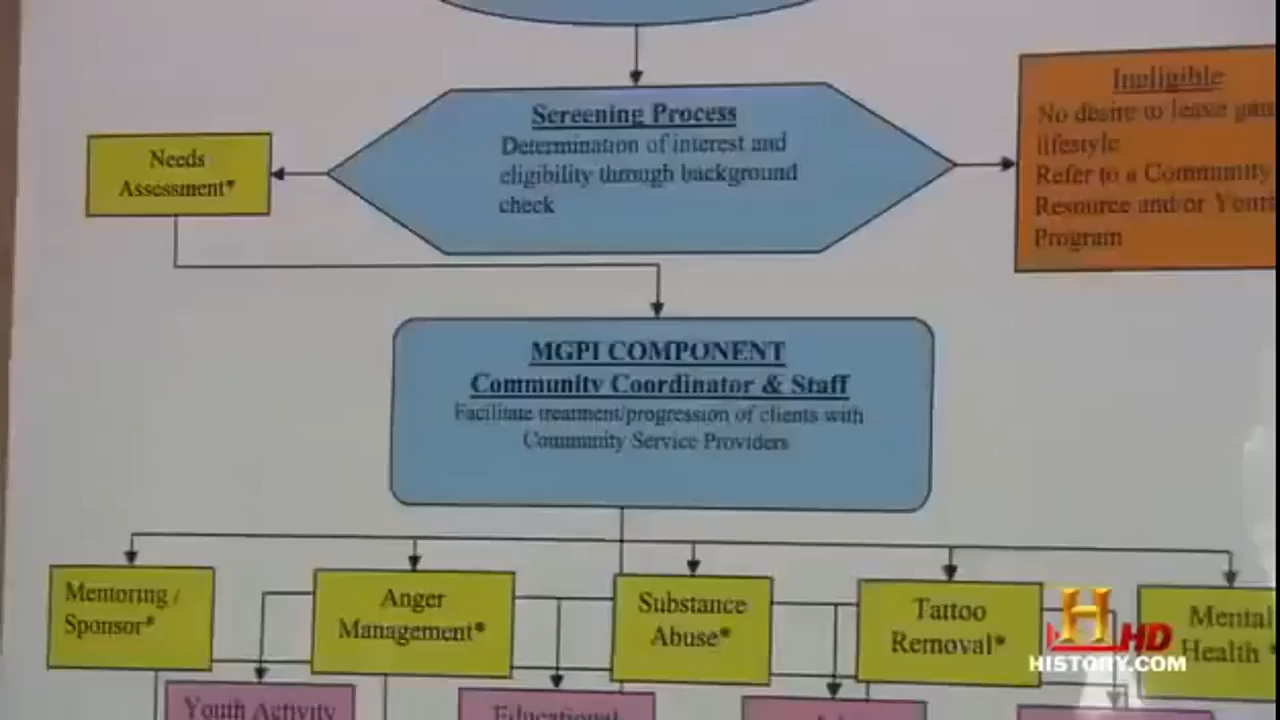 Screening Process
Determination of interest and
eligibility through background
check
Needs
Assessment*
Ineligible
No desire to leave
lifestyle
Refer to a Community
Resource and/or
Program
MGPI COMPONENT
Community Coordinator & Staff
Facilitate treatment/progression of clients with
Community Service Providers
Mentoring /
Sponsor*
Anger
Management*
Substance
Abuse*
Tattoo
Removal*
Mental
Health *
Youth Activity
Educational
H HD
HISTORY.COM